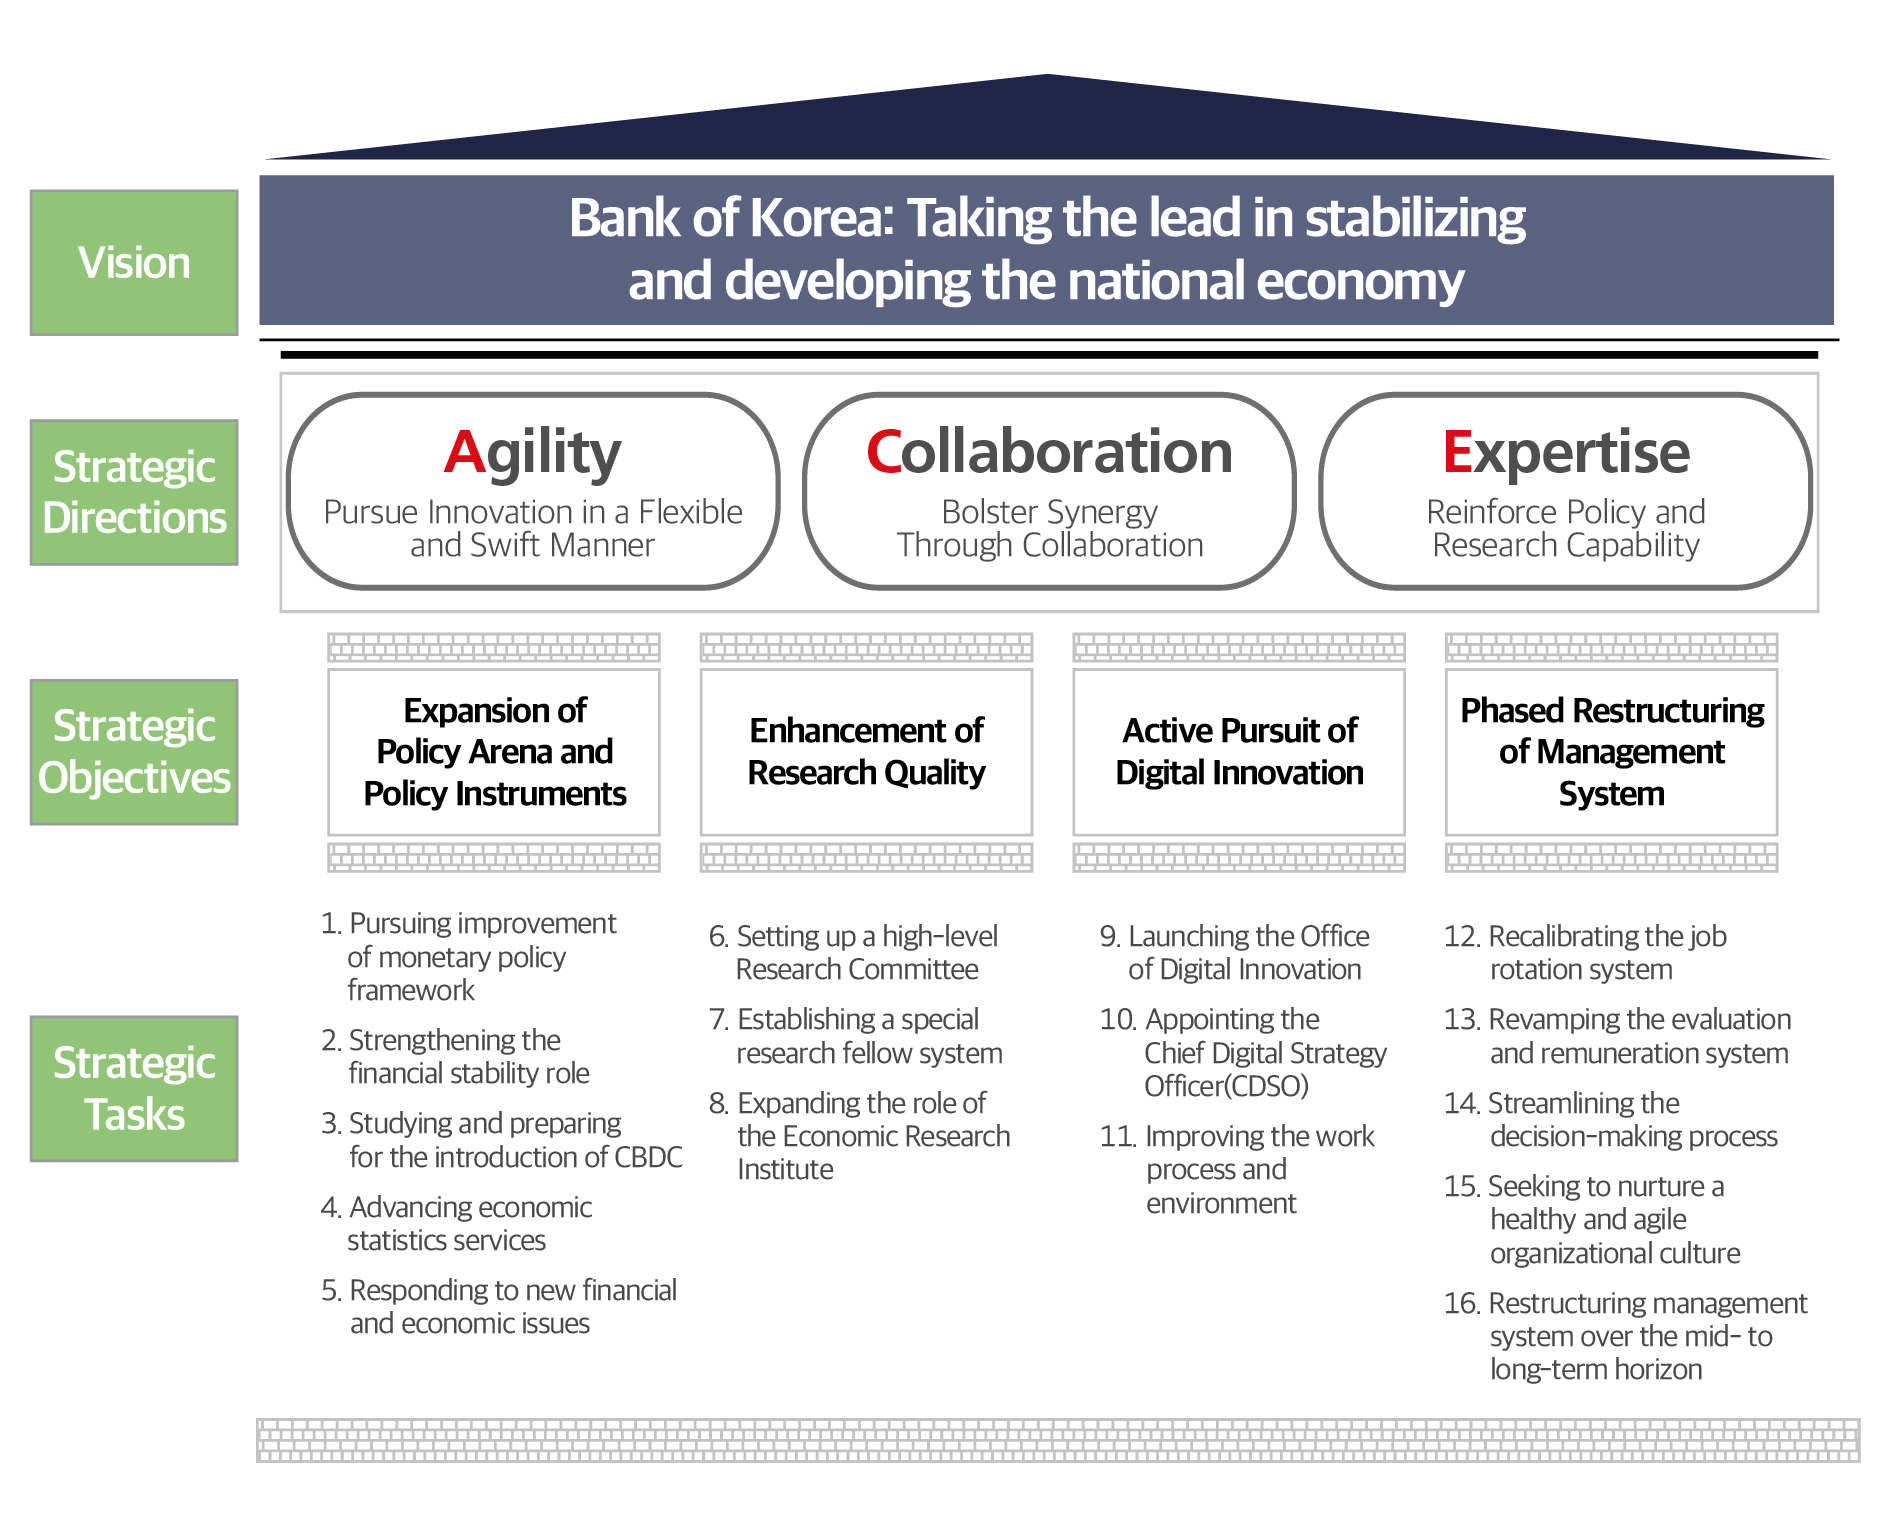 Vision
Bank of Korea: Taking the lead in stabilizing
and developing the national economy
Strategic
Directions
Agility
Pursue Innovation in a Flexible
and Swift Manner
Collaboration
Bolster Synergy
Through Collaboration
Expertise
Reinforce Policy and
Research Capability
Strategic
Objectives
Expansion of
Policy Arena and
Policy Instruments
Enhancement of
Research Quality
Active Pursuit of
Digital Innovation
Phased Restructuring
of Management
System
Strategic
Tasks
1. Pursuing improvement
of monetary policy
framework
2. Strengthening the
financial stability role
3. Studying and preparing
for the introduction of CBDC
4. Advancing economic
statistics services
5. Responding to new financial
and economic issues
6. Setting up a high-level
Research Committee
7. Establishing a special
research fellow system
8. Expanding the role of
the Economic Research
Institute
9. Launching the Office
of Digital Innovation
10. Appointing the
Chief Digital Strategy
Officer(CDSO)
11. Improving the work
process and
environment
12. Recalibrating the job
rotation system
13. Revamping the evaluation
and remuneration system
14. Streamlining the
decision-making process
15. Seeking to nurture a
healthy and agile
organizational culture
16. Restructuring management
system over the mid- to
long-term horizon